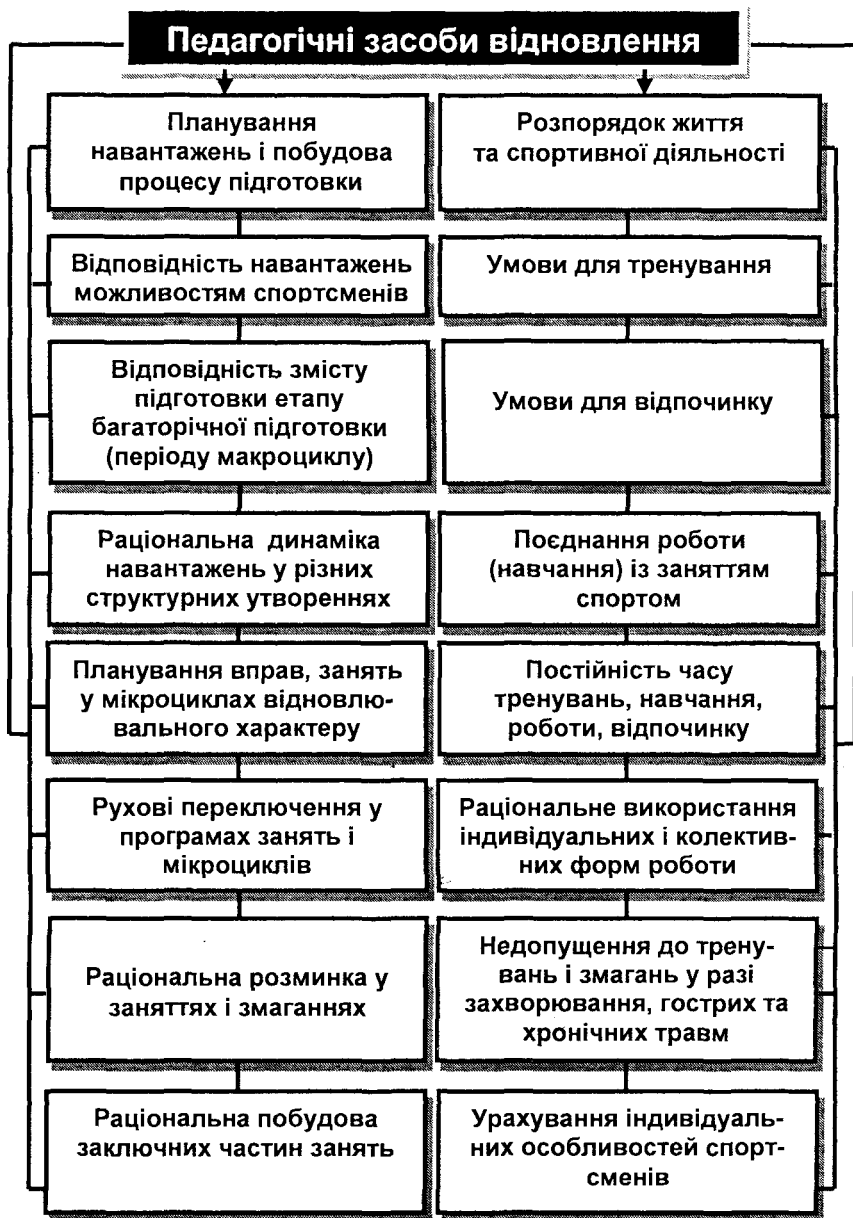 Педагогічні засоби відновлення
Планування
навантажень і побудова
процесу підготовки
Розпорядок життя
та спортивної діяльності
Відповідність навантажень
можливостям спортсменів
Умови для тренування
Відповідність змісту
підготовки етапу
багаторічної підготовки
(періоду макроциклу)
Умови для відпочинку
Раціональна динаміка
навантажень у різних
структурних утвореннях
Поєднання роботи
(навчання) із заняттям
спортом
Планування вправ, занять
у мікроциклах відновлю-
вального характеру
Постійність часу
тренувань, навчання,
роботи, відпочинку
Рухові переключення у
програмах занять і
мікроциклів
Раціональне використання
індивідуальних і колектив-
них форм роботи
Раціональна розминка у
заняттях і змаганнях
Недопущення до трену-
вань і змагань у разі
захворювання, гострих та
хронічних травм
Раціональна побудова
заключних частин занять
Урахування індивідуаль-
них особливостей спорт-
сменів